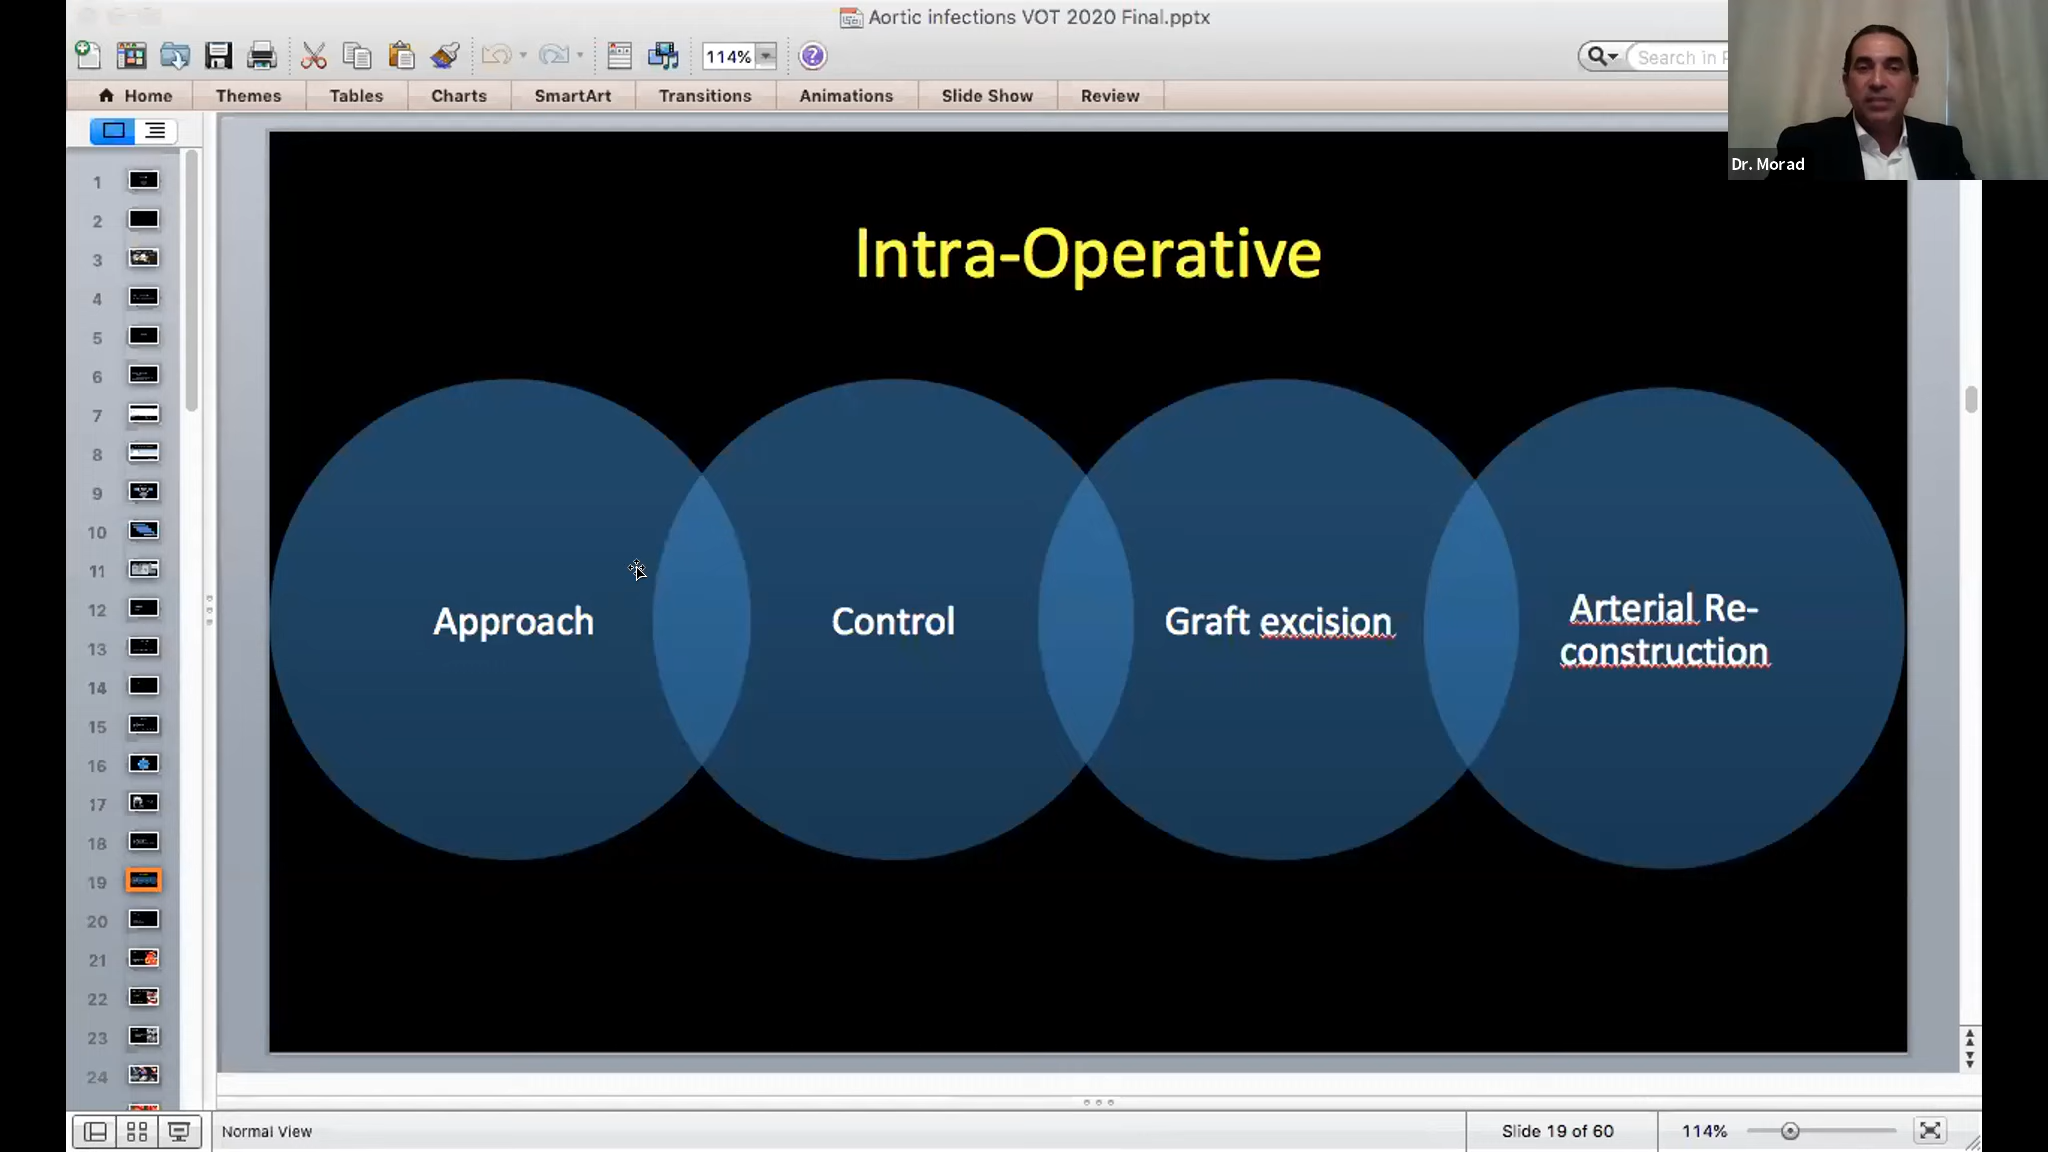 Aortic infections VOT 2020 Final.pptx
114%
Search in P
Home Themes Tables Charts SmartArt Transitions Animations Slide Show Review
Dr. Morad
1
2
3
4
5
6
7
8
9
10
11
12
13
14
15
16
17
18
19
20
21
22
23
24
Intra-Operative
Approach
Control
Graft excision
Arterial Re-
construction
Normal View
Slide 19 of 60
114%